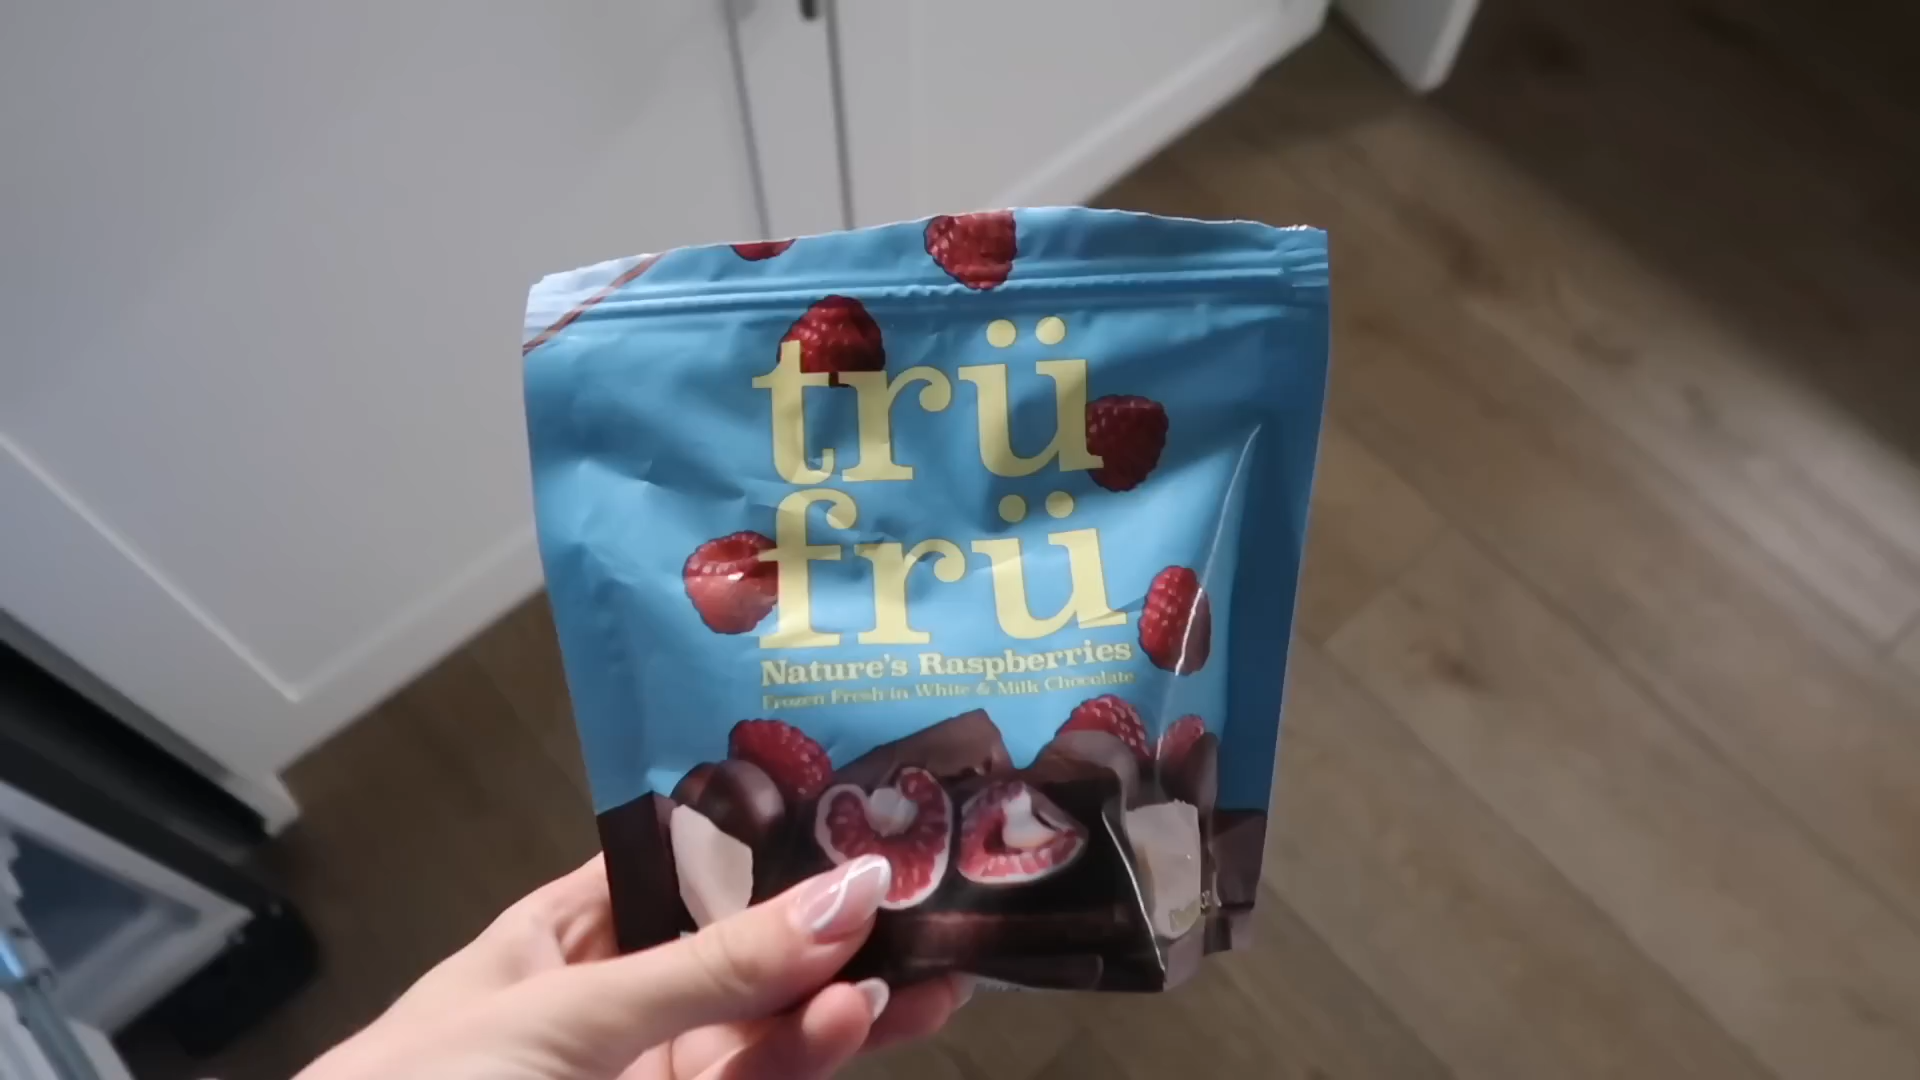 trü
frü
Nature's Raspberries
Frozen Fresh in White & Milk Chocolate